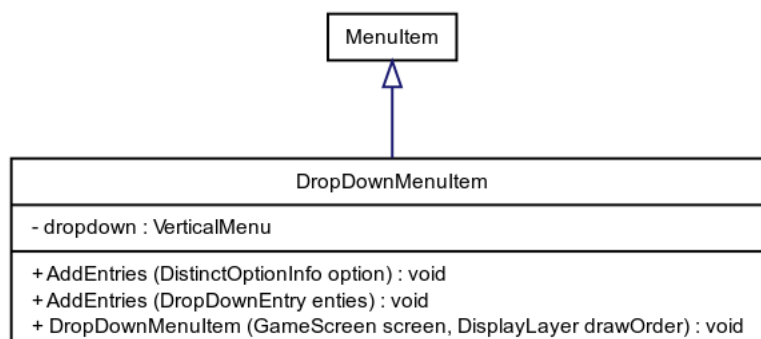 MenuItem
DropDownMenuItem
- dropdown : VerticalMenu
+ AddEntries (DistinctOptionInfo option) : void
+ AddEntries (DropDownEntry enties) : void
+ DropDownMenuItem (GameScreen screen, DisplayLayer drawOrder) : void